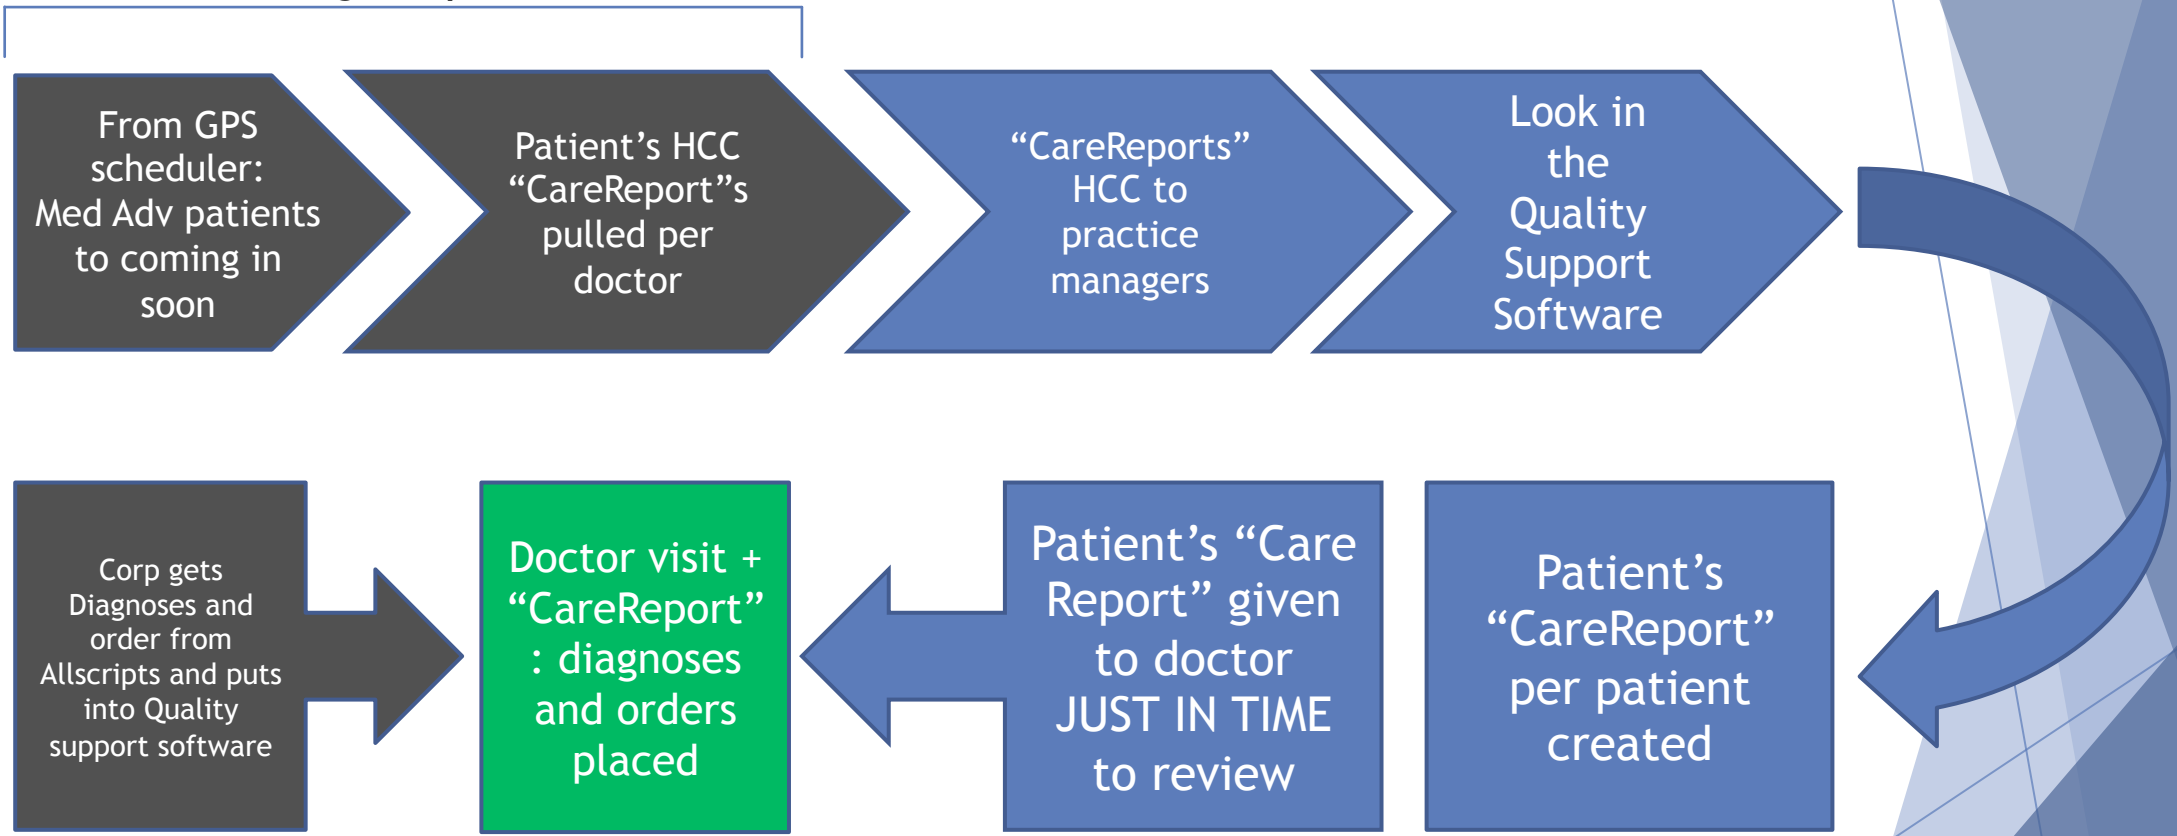 From GPS
scheduler:
Med Adv patients
to coming in
soon
Patient’s HCC
“CareReport”s
pulled per
doctor
“CareReports”
HCC to
practice
managers
Look in
the
Quality
Support
Software
Corp gets
Diagnoses and
order from
Allscripts and puts
into Quality
support software
Doctor visit +
“CareReport”
: diagnoses
and orders
placed
Patient’s “Care
Report” given
to doctor
JUST IN TIME
to review
Patient’s
“CareReport”
per patient
created